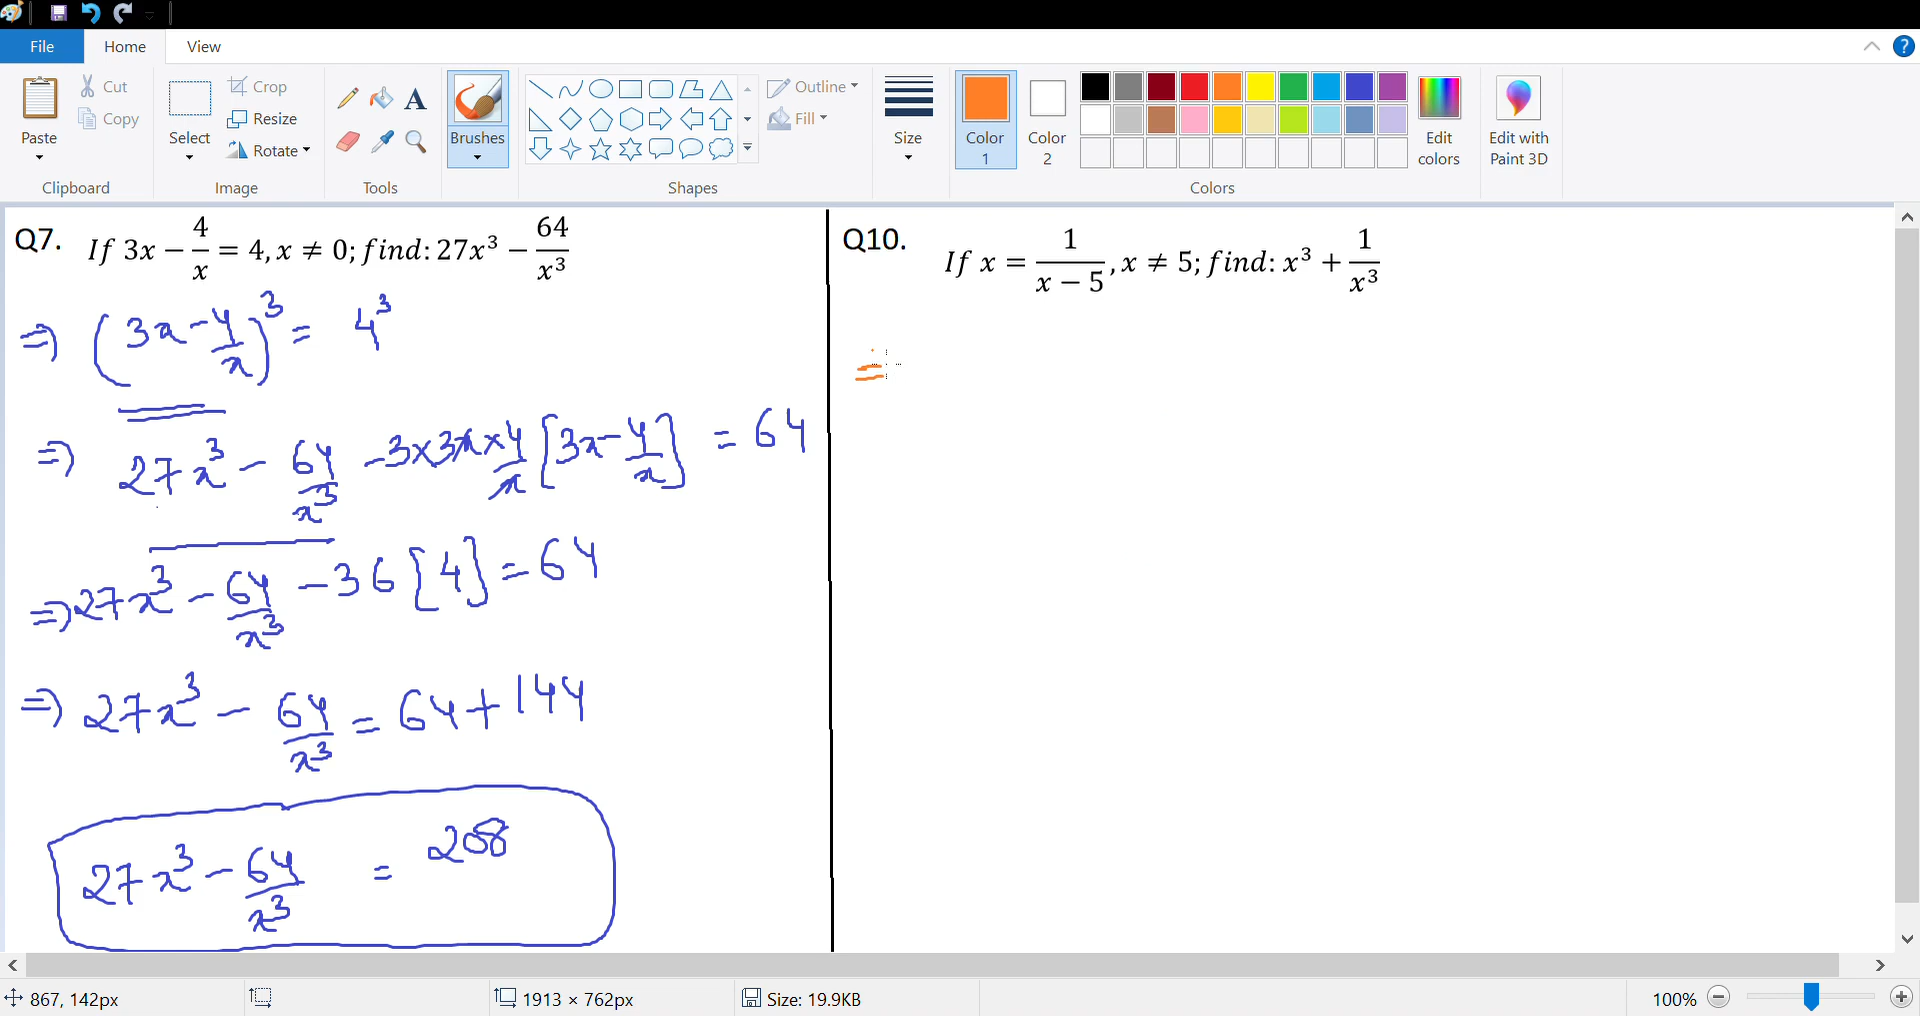 File Home View
Paste Cut Copy Clipboard
Select Crop Resize Rotate Image
A Tools
Brushes
Shapes Outline Fill
Size
Color 1 Color 2 Colors
Edit colors
Edit with Paint 3D
Q7. If 3x − 4/x = 4, x ≠ 0; find: 27x³ − 64/x³
⇒ (3x − 4/x)³ = 4³
⇒ 27x³ − 64/x³ − 3×3x×4/x [3x − 4/x] = 64
⇒ 27x³ − 64/x³ − 36 [4] = 64
⇒ 27x³ − 64/x³ = 64 + 144
27x³ − 64/x³ = 208
Q10. If x = 1/(x − 5), x ≠ 5; find: x³ + 1/x³
=
867, 142px 1913 × 762px Size: 19.9KB 100%